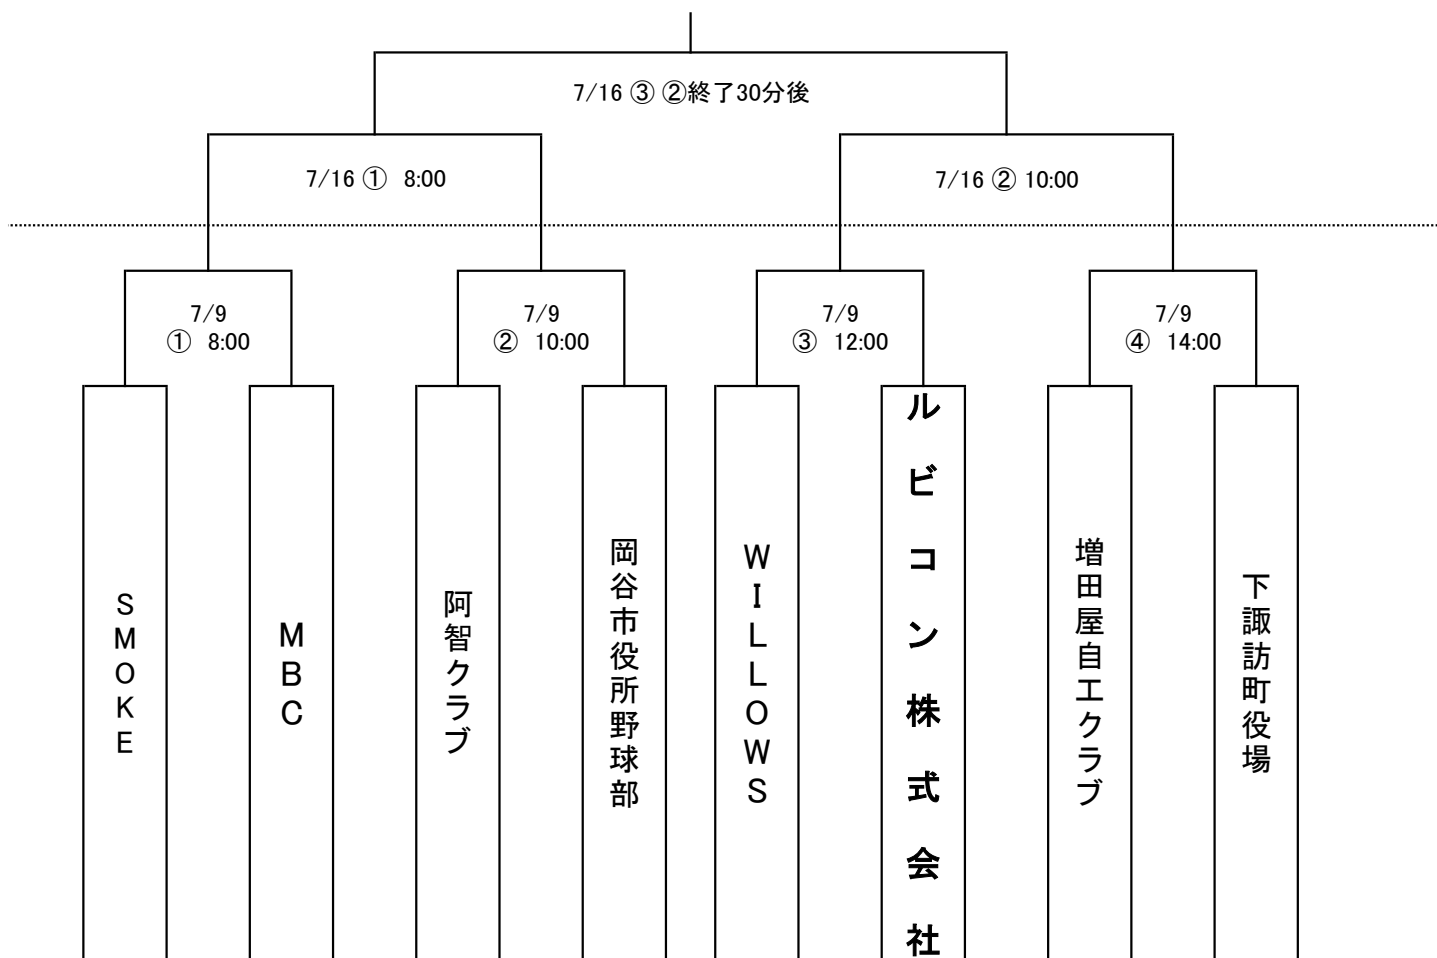 7/16 ③ ②終了30分後
7/16 ① 8:00
7/16 ② 10:00
7/9
① 8:00
7/9
② 10:00
7/9
③ 12:00
7/9
④ 14:00
SMOKE
MBC
阿智クラブ
岡谷市役所野球部
WILLOWS
ルビコン株式会社
増田屋自工クラブ
下諏訪町役場